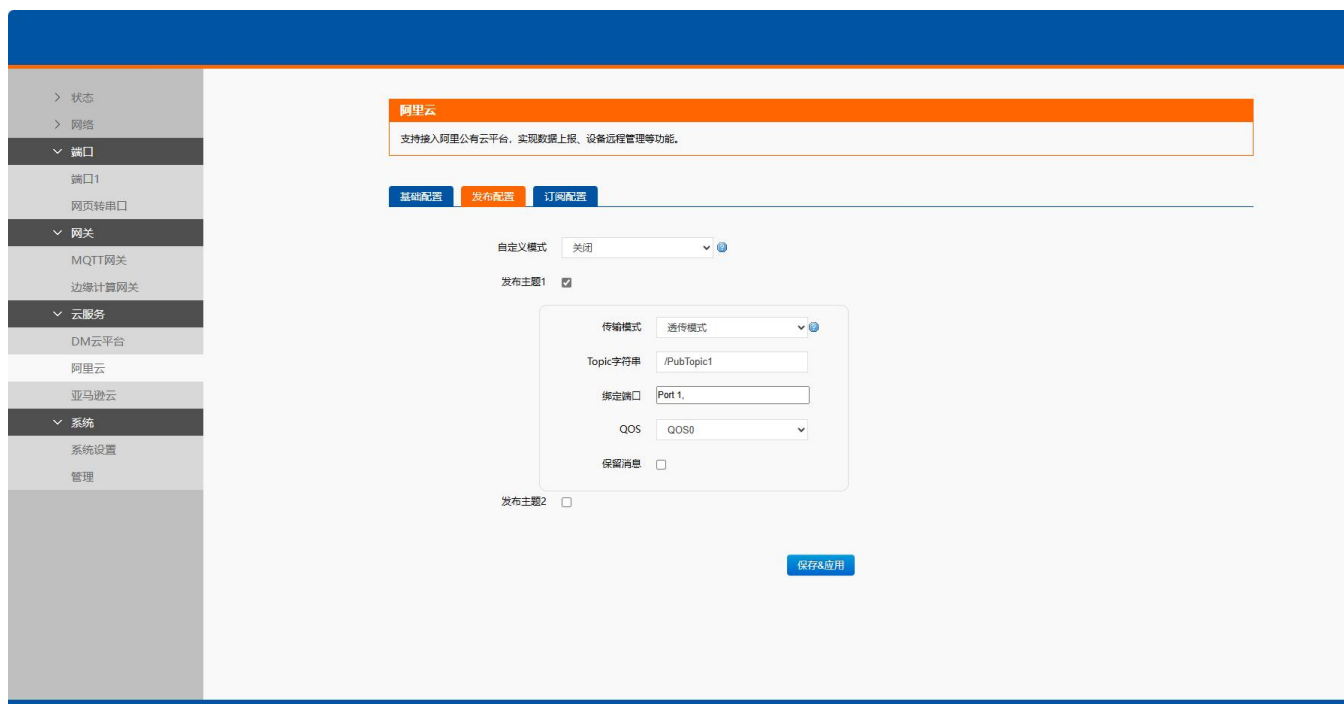 状态
网络
端口
端口1
网页转串口
网关
MQTT网关
边缘计算网关
云服务
DM云平台
阿里云
亚马逊云
系统
系统设置
管理
阿里云
支持接入阿里公有云平台，实现数据上报、设备远程管理等功能。
基础配置 发布配置 订阅配置
自定义模式 关闭
发布主题1
传输模式 透传模式
Topic字符串 /PubTopic1
绑定端口 Port 1,
QOS QOS0
保留消息
发布主题2
保存&应用